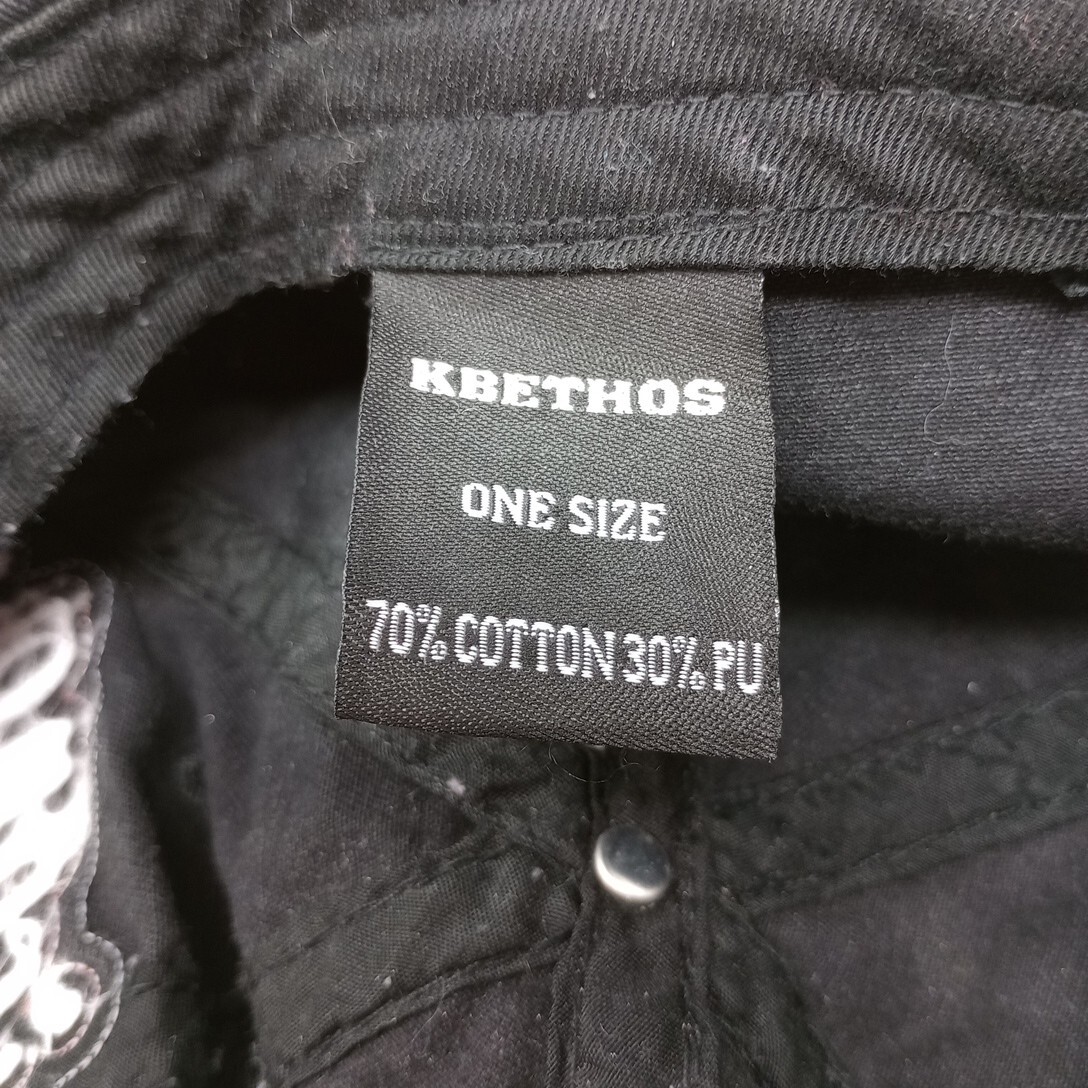 KBETHOS
ONE SIZE
70% COTTON 30% PU